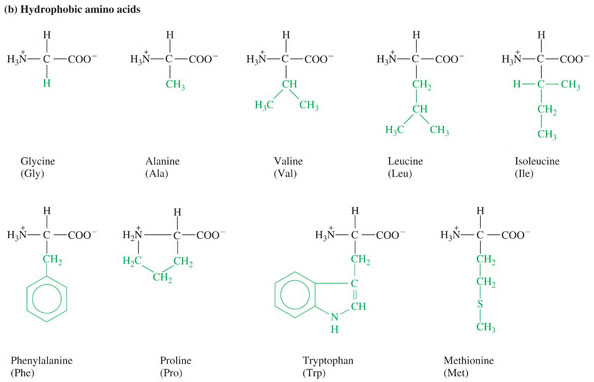 (b) Hydrophobic amino acids
H
H₃N⁺—C—COO⁻
H
Glycine
(Gly)
H
H₃N⁺—C—COO⁻
CH₃
Alanine
(Ala)
H
H₃N⁺—C—COO⁻
CH
H₃C CH₃
Valine
(Val)
H
H₃N⁺—C—COO⁻
CH₂
CH
H₃C CH₃
Leucine
(Leu)
H
H₃N⁺—C—COO⁻
H—C—CH₃
CH₂
CH₃
Isoleucine
(Ile)
H
H₃N⁺—C—COO⁻
CH₂
Phenylalanine
(Phe)
H
H₂N⁺ C—COO⁻
H₂C CH₂
CH₂
Proline
(Pro)
H
H₃N⁺—C—COO⁻
CH₂
C
CH
N
H
Tryptophan
(Trp)
H
H₃N⁺—C—COO⁻
CH₂
CH₂
S
CH₃
Methionine
(Met)